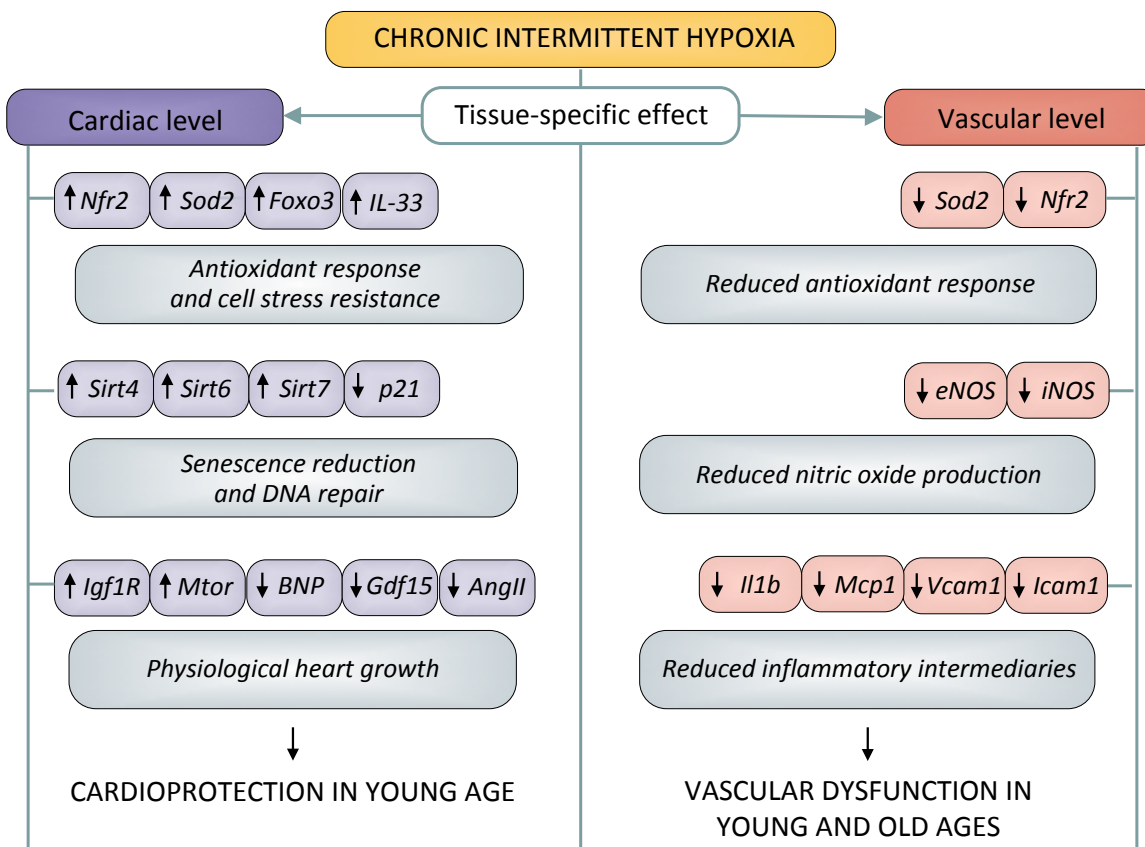 CHRONIC INTERMITTENT HYPOXIA
Cardiac level
Tissue-specific effect
Vascular level
↑ Nfr2 ↑ Sod2 ↑ Foxo3 ↑ IL-33
Antioxidant response
and cell stress resistance
↑ Sirt4 ↑ Sirt6 ↑ Sirt7 ↓ p21
Senescence reduction
and DNA repair
↑ Igf1R ↑ Mtor ↓ BNP ↓ Gdf15 ↓ AngII
Physiological heart growth
↓
CARDIOPROTECTION IN YOUNG AGE
↓ Sod2 ↓ Nfr2
Reduced antioxidant response
↓ eNOS ↓ iNOS
Reduced nitric oxide production
↓ Il1b ↓ Mcp1 ↓ Vcam1 ↓ Icam1
Reduced inflammatory intermediaries
↓
VASCULAR DYSFUNCTION IN
YOUNG AND OLD AGES